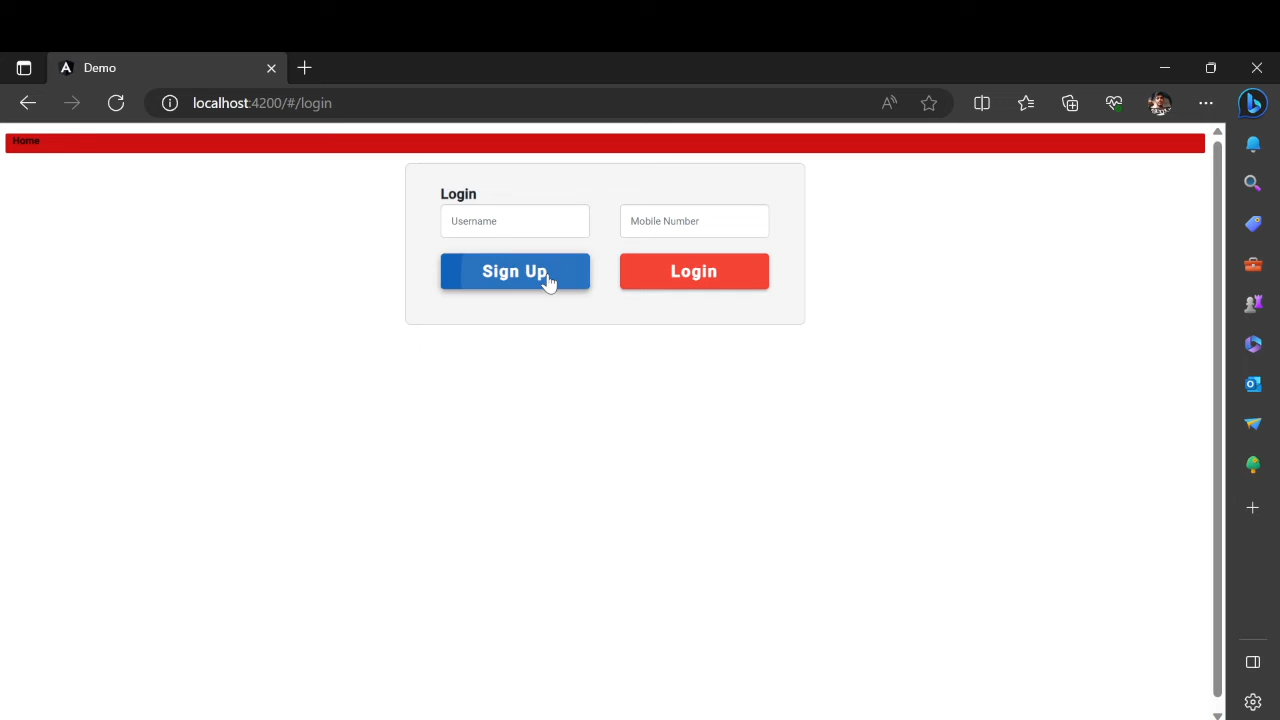 Demo
localhost:4200/#/login
Home
Login
Username
Mobile Number
Sign Up
Login